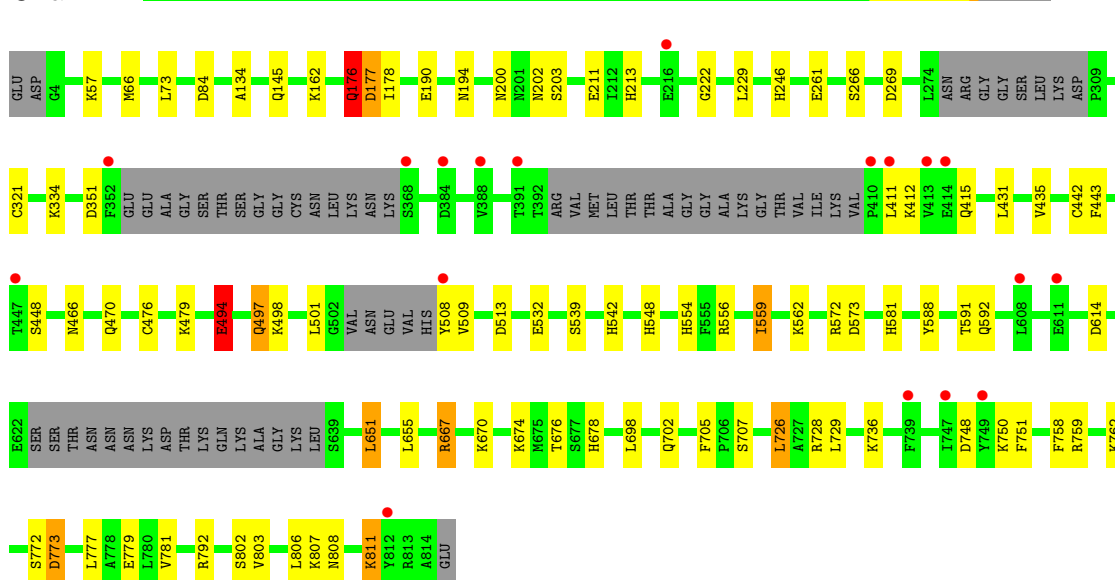 GLU ASP G4 K57 M66 L73 D84 A134 Q145 K162 Q176 D177 I178 E190 N194 N200 N201 N202 S203 E211 I212 H213 E216 G222 L229 H246 E261 S266 D269 L274 ASN ARG GLY GLY SER LEU LYS ASP P309
C321 K334 D351 F352 GLU GLU ALA GLY SER THR SER GLY GLY CYS ASN LEU LYS ASN LYS S368 D384 V388 T391 T392 ARG VAL MET LEU THR THR ALA GLY GLY ALA LYS GLY THR VAL ILE LYS VAL P410 L411 K412 V413 E414 Q415 L431 V435 C442 F443
T447 S448 N466 Q470 C476 K479 E494 Q497 K498 L501 G502 VAL ASN GLU VAL HIS Y508 V509 D513 E532 S539 H542 H548 H554 F555 R556 I559 K562 R572 D573 H581 Y588 T591 Q592 L608 E611 D614
E622 SER SER THR ASN ASN ASN LYS ASP THR LYS GLN LYS ALA GLY LYS LEU S639 L651 L655 R667 K670 K674 M675 T676 S677 H678 L698 Q702 F705 P706 S707 L726 A727 R728 L729 K736 F739 I747 D748 Y749 K750 F751 F758 R759
S772 D773 L777 A778 E779 L780 V781 R792 S802 V803 L806 K807 N808 K811 Y812 R813 A814 GLU